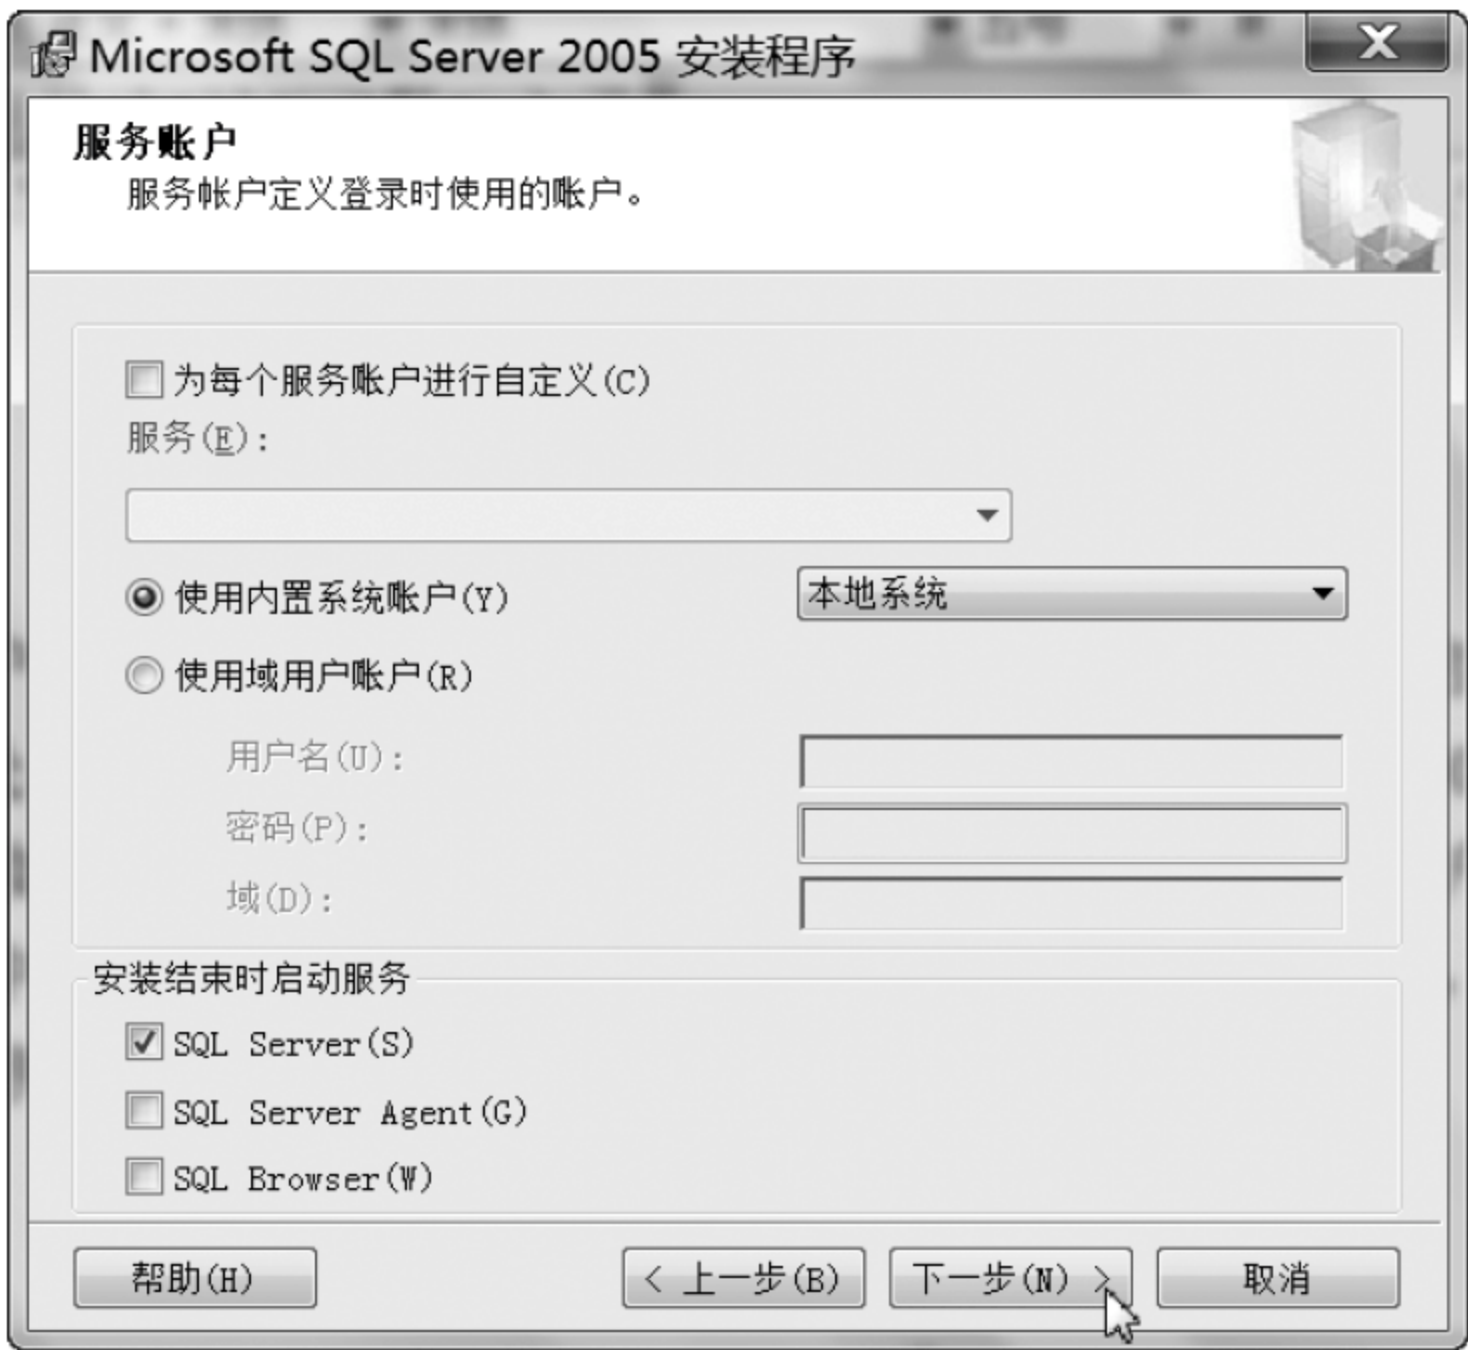 Microsoft SQL Server 2005 安装程序
服务账户
服务帐户定义登录时使用的账户。
为每个服务账户进行自定义(C)
服务(E):
使用内置系统账户(Y)
本地系统
使用域用户账户(R)
用户名(U):
密码(P):
域(D):
安装结束时启动服务
SQL Server(S)
SQL Server Agent(G)
SQL Browser(W)
帮助(H)
< 上一步(B)
下一步(N) >
取消